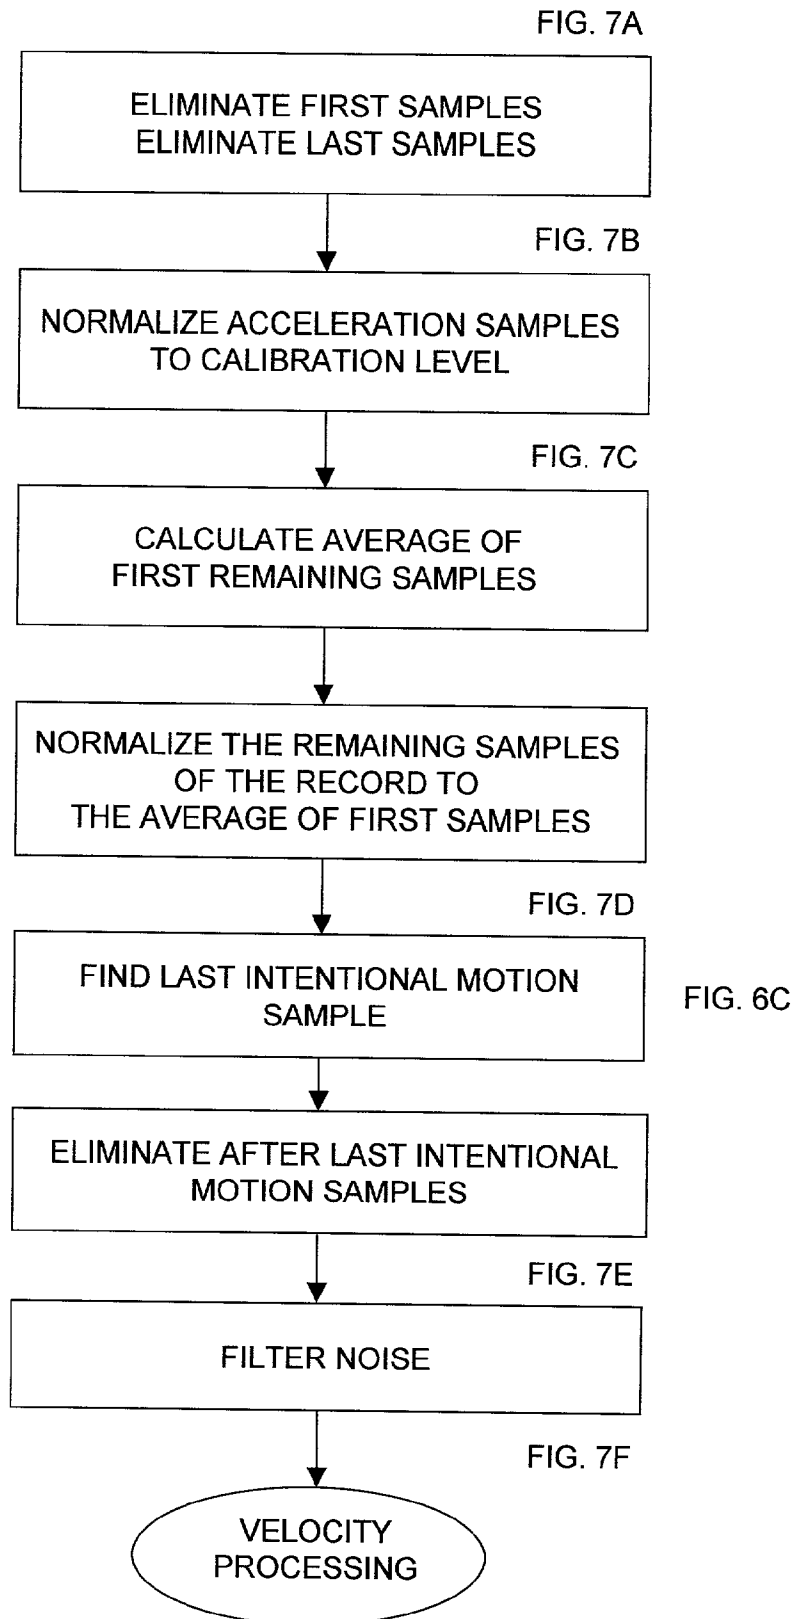 FIG. 7A
ELIMINATE FIRST SAMPLES
ELIMINATE LAST SAMPLES
FIG. 7B
NORMALIZE ACCELERATION SAMPLES
TO CALIBRATION LEVEL
FIG. 7C
CALCULATE AVERAGE OF
FIRST REMAINING SAMPLES
NORMALIZE THE REMAINING SAMPLES
OF THE RECORD TO
THE AVERAGE OF FIRST SAMPLES
FIG. 7D
FIND LAST INTENTIONAL MOTION
SAMPLE
FIG. 6C
ELIMINATE AFTER LAST INTENTIONAL
MOTION SAMPLES
FIG. 7E
FILTER NOISE
FIG. 7F
VELOCITY
PROCESSING